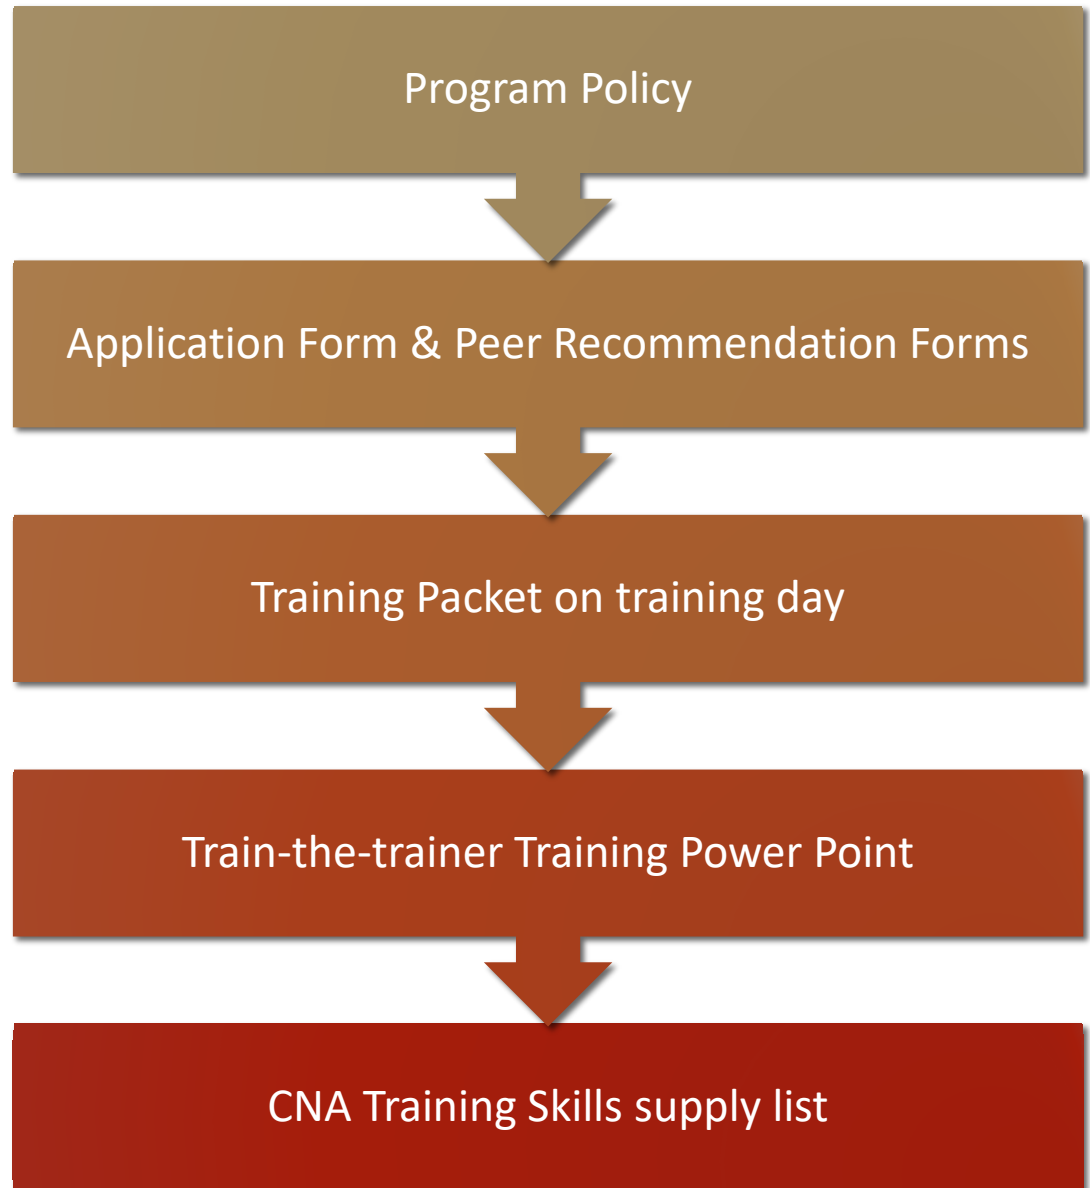 Program Policy
Application Form & Peer Recommendation Forms
Training Packet on training day
Train-the-trainer Training Power Point
CNA Training Skills supply list